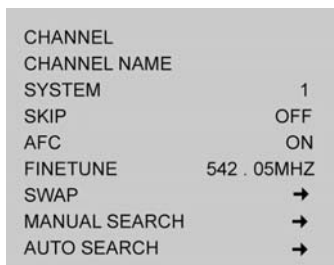 CHANNEL
CHANNEL NAME
SYSTEM 1
SKIP OFF
AFC ON
FINETUNE 542 . 05MHZ
SWAP →
MANUAL SEARCH →
AUTO SEARCH →